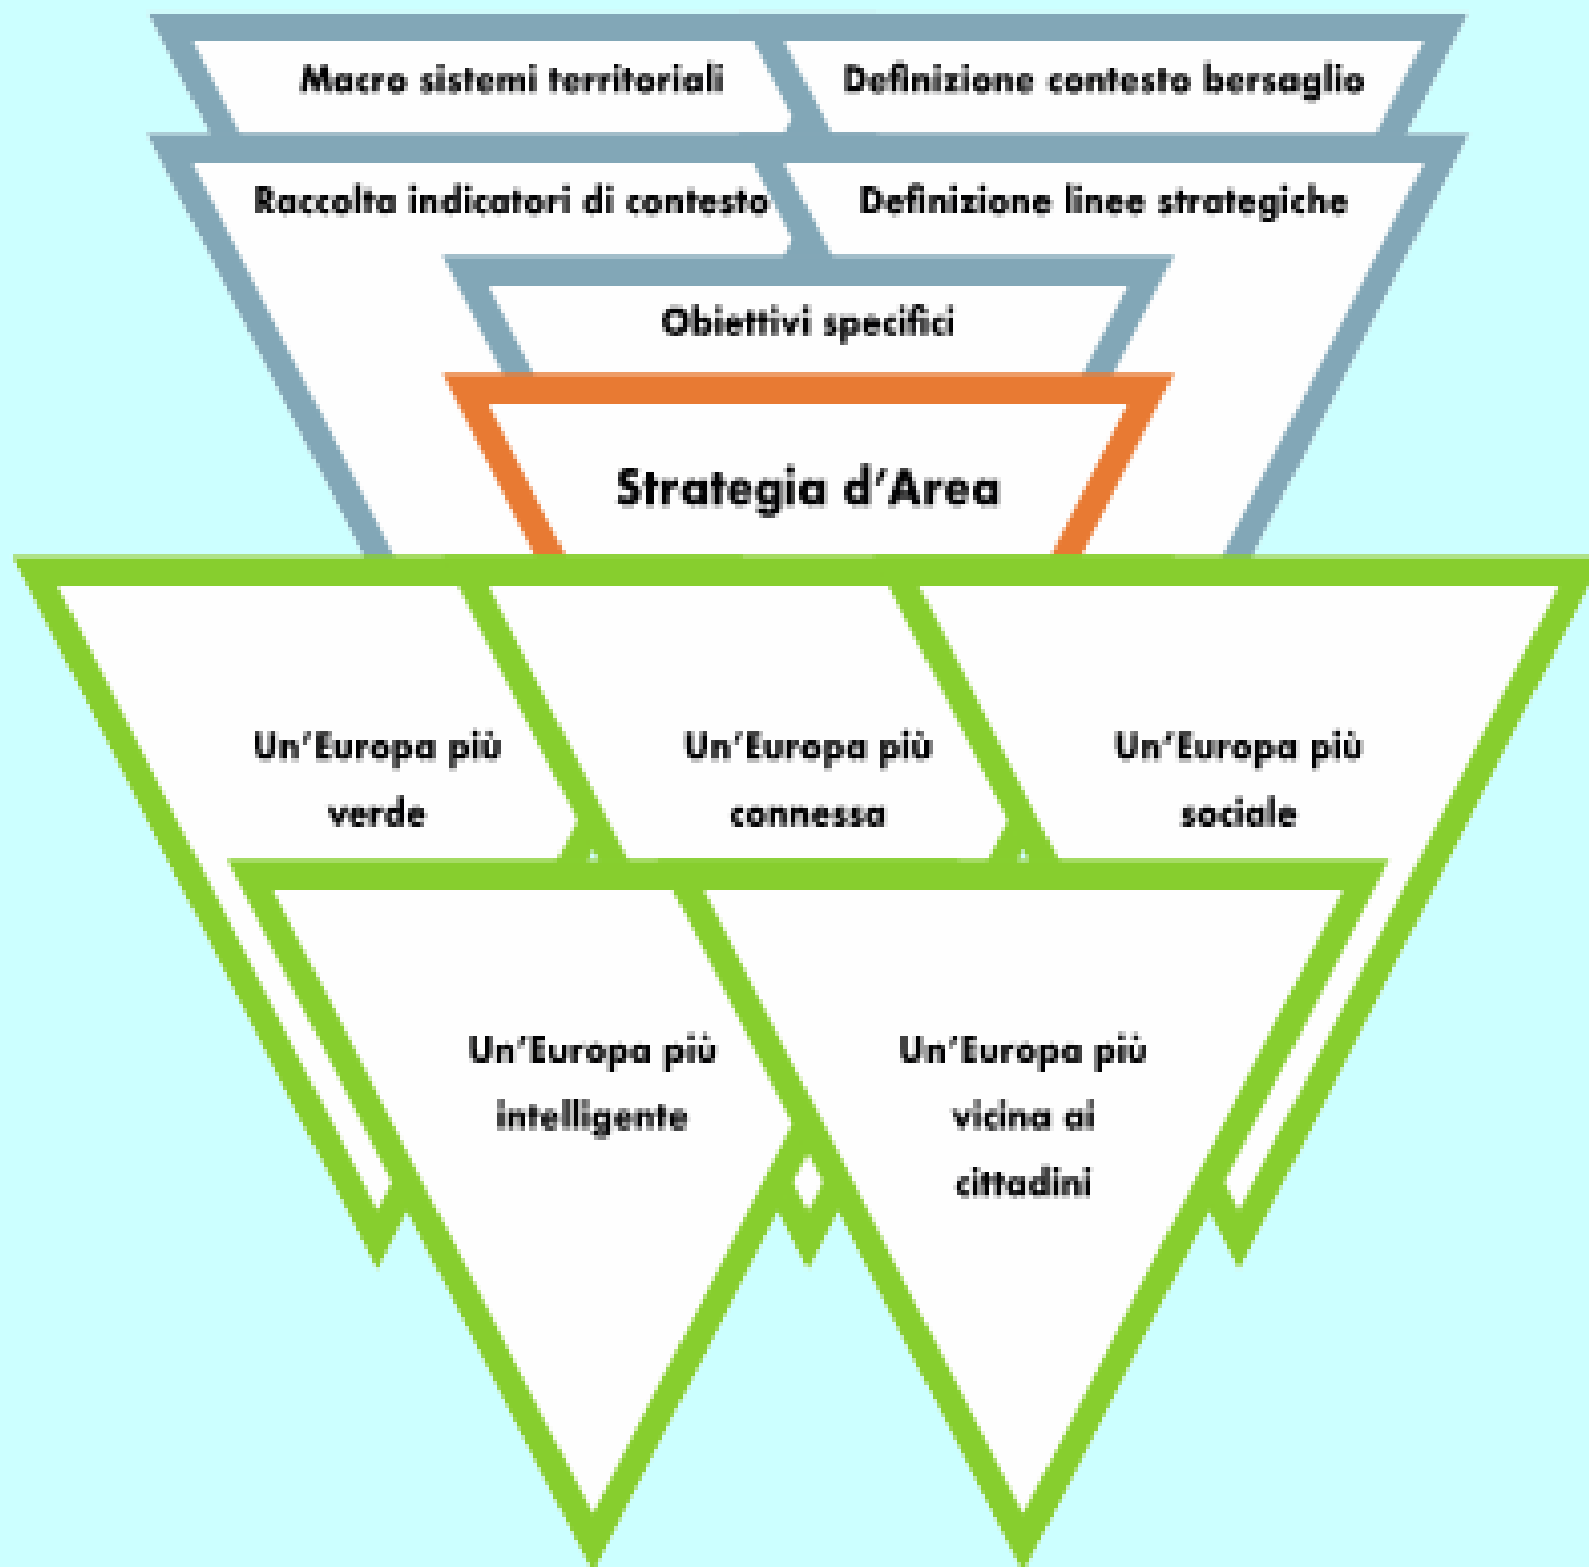 Macro sistemi territoriali
Definizione contesto bersaglio
Raccolta indicatori di contesto
Definizione linee strategiche
Obiettivi specifici
Strategia d'Area
Un'Europa più
verde
Un'Europa più
connessa
Un'Europa più
sociale
Un'Europa più
intelligente
Un'Europa più
vicina ai
cittadini